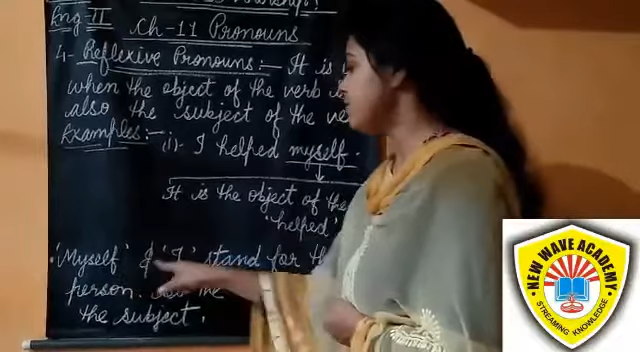 Eng II
Ch-11 Pronouns
4- Reflexive Pronouns:- It is
when the object of the verb is
also the subject of the
Examples:-
(i)- I helped myself.
It is the object of the
'helped'
'Myself' & 'I' stand for
person. the
the subject.
NEW WAVE ACADEMY
STREAMING KNOWLEDGE